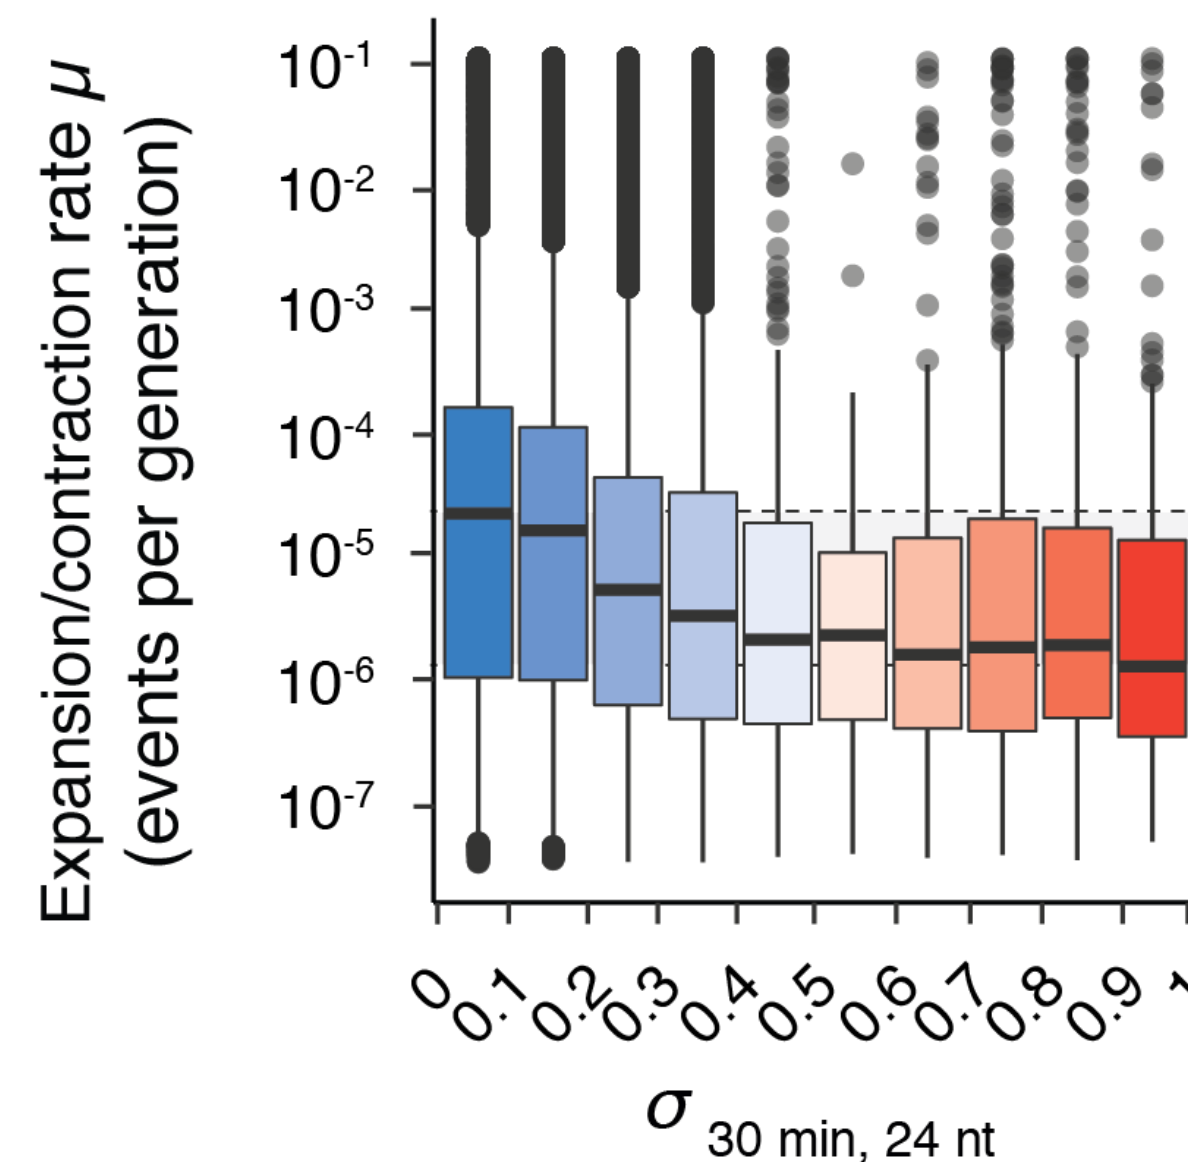 Expansion/contraction rate μ
(events per generation)
10⁻¹
10⁻²
10⁻³
10⁻⁴
10⁻⁵
10⁻⁶
10⁻⁷
0 0.1 0.2 0.3 0.4 0.5 0.6 0.7 0.8 0.9 1
σ 30 min, 24 nt